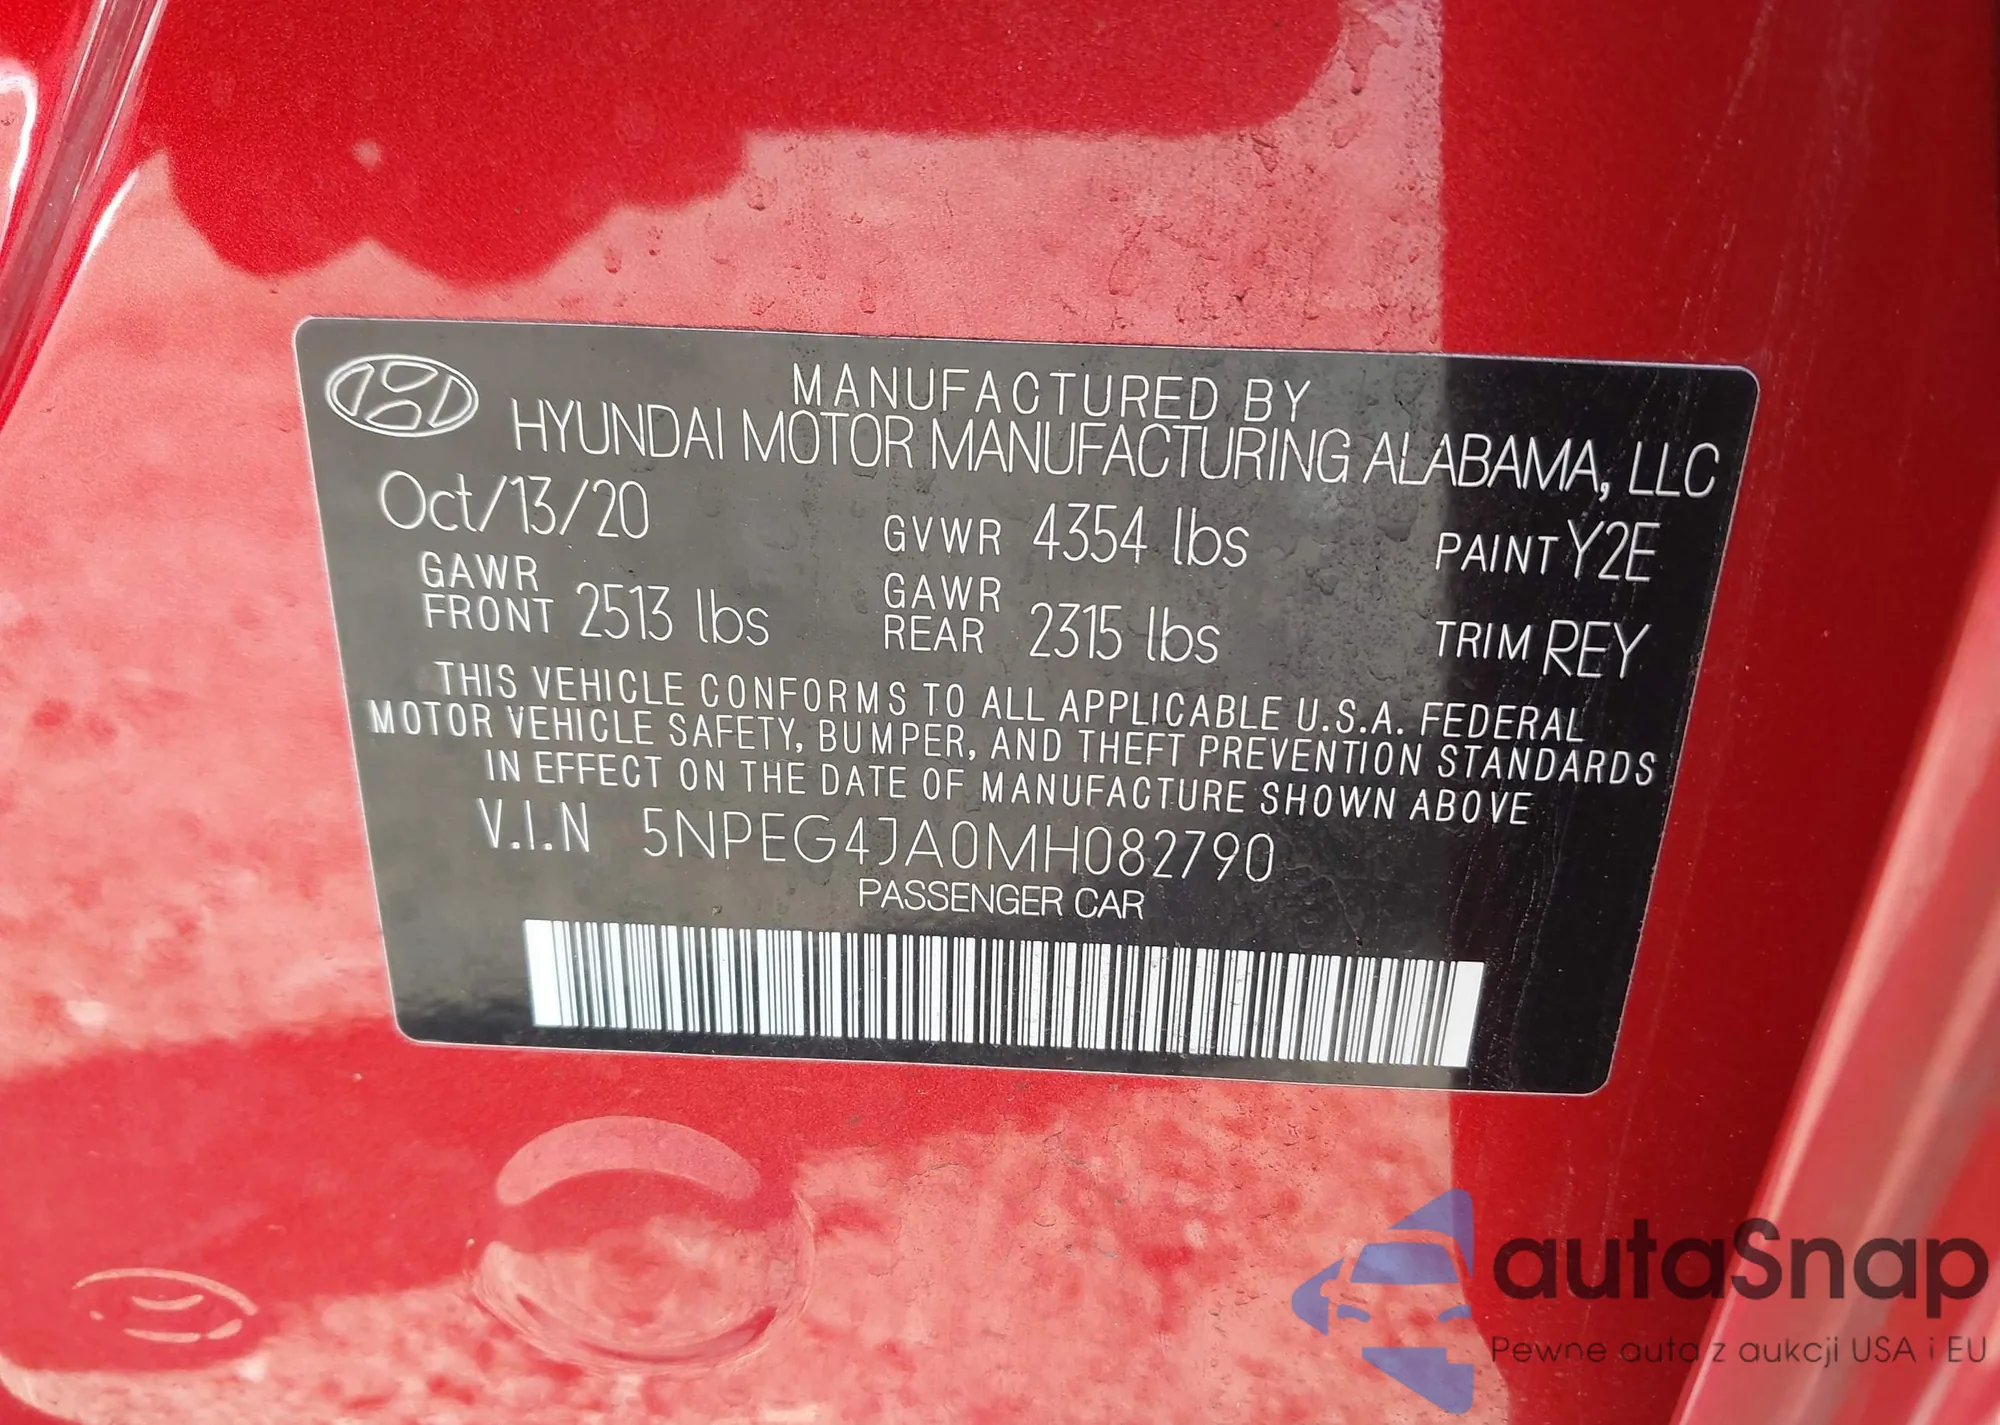 MANUFACTURED BY
HYUNDAI MOTOR MANUFACTURING ALABAMA, LLC
Oct/13/20 GVWR 4354 lbs PAINT Y2E
GAWR FRONT 2513 lbs GAWR REAR 2315 lbs TRIM REY
THIS VEHICLE CONFORMS TO ALL APPLICABLE U.S.A. FEDERAL
MOTOR VEHICLE SAFETY, BUMPER, AND THEFT PREVENTION STANDARDS
IN EFFECT ON THE DATE OF MANUFACTURE SHOWN ABOVE
V.I.N 5NPEG4JA0MH082790
PASSENGER CAR
autaSnap
Pewne auta z aukcji USA i EU